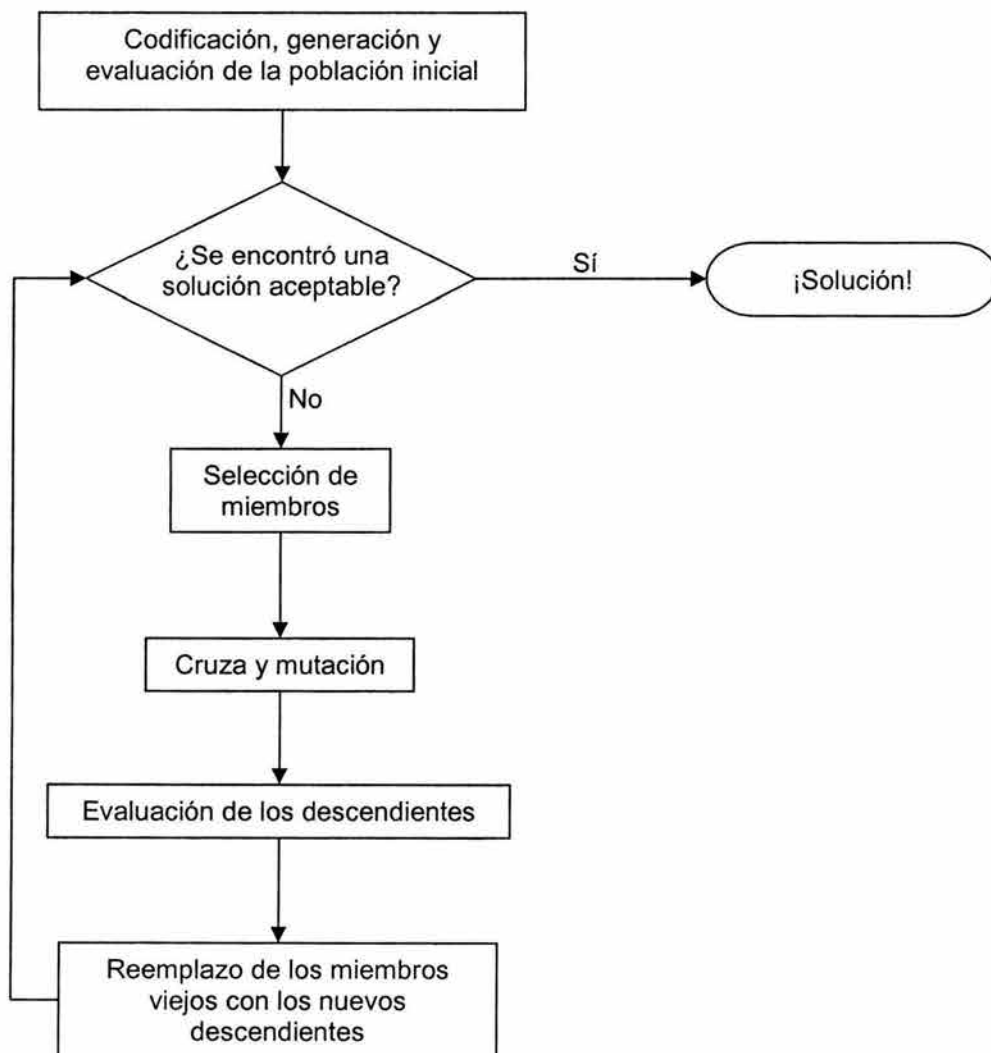 Codificación, generación y
evaluación de la población inicial
¿Se encontró una
solución aceptable?
Sí
¡Solución!
No
Selección de
miembros
Cruza y mutación
Evaluación de los descendientes
Reemplazo de los miembros
viejos con los nuevos
descendientes